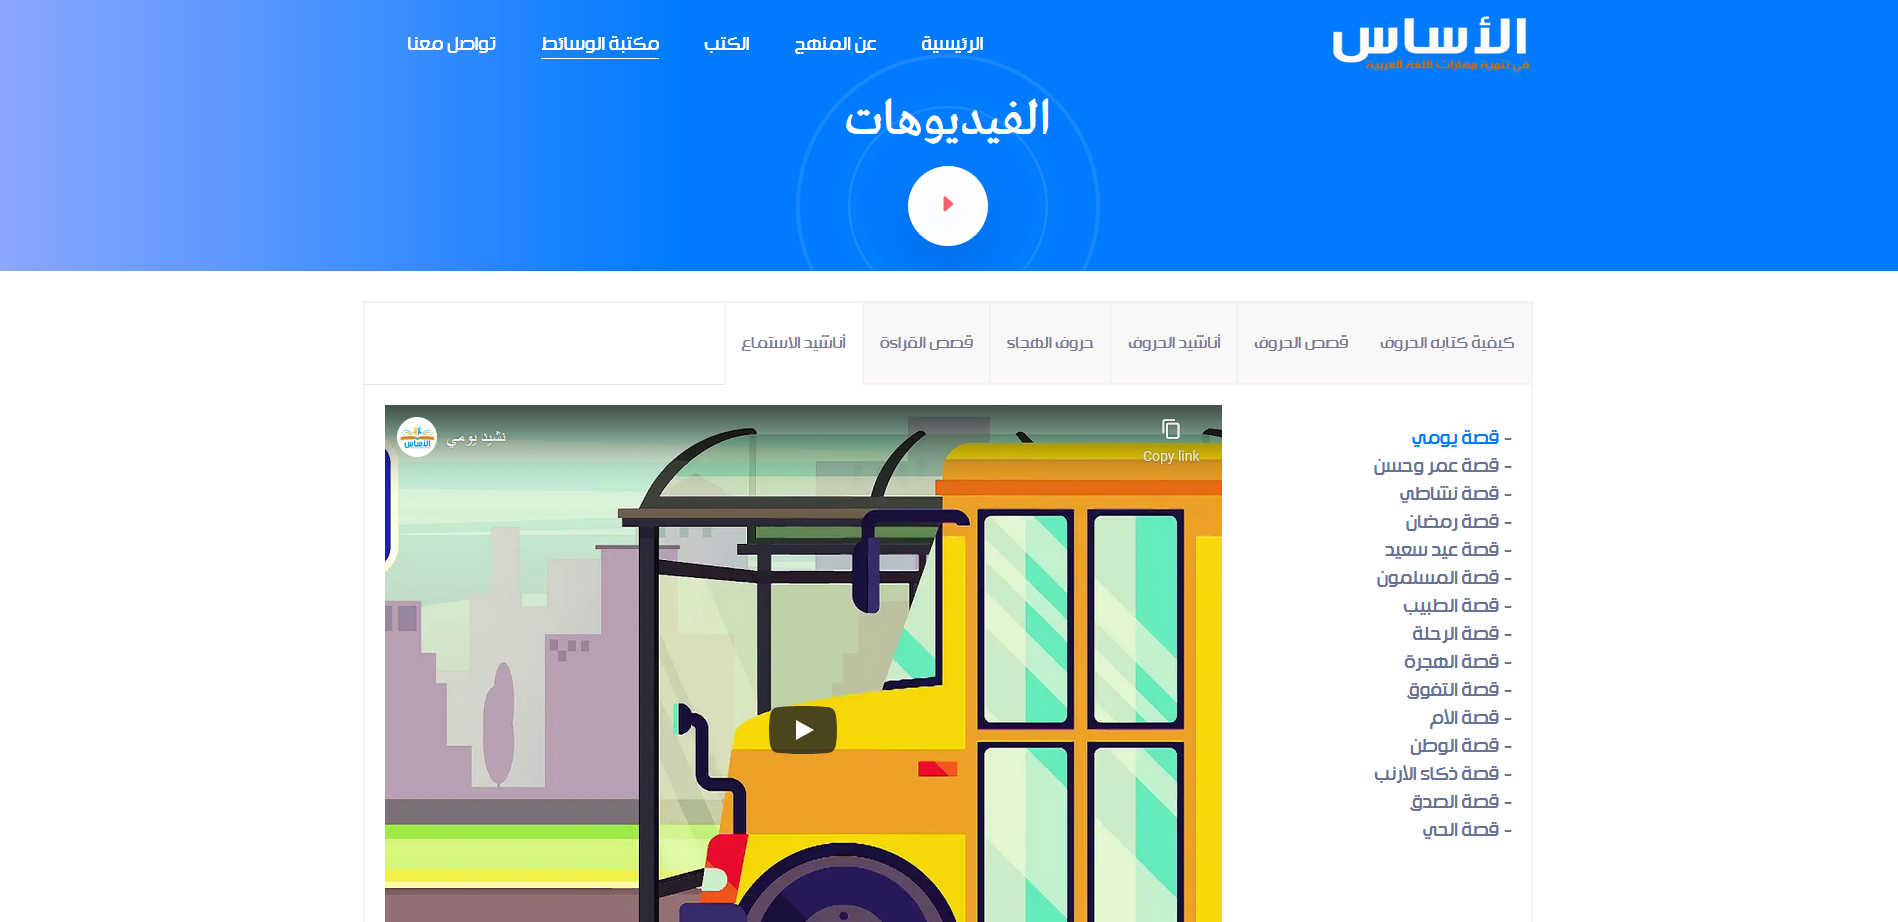 الأساس
في تنمية مهارات اللغة العربية
الرئيسية
عن المنهج
الكتب
مكتبة الوسائط
تواصل معنا
الفيديوهات
كيفية كتابه الحروف
قصص الحروف
أناشيد الحروف
حروف الهجاء
قصص القراءة
أناشيد الاستماع
- قصة يومي
- قصة عمر وحسن
- قصة نشاطي
- قصة رمضان
- قصة عيد سعيد
- قصة المسلمون
- قصة الطبيب
- قصة الرحلة
- قصة الهجرة
- قصة التفوق
- قصة الأم
- قصة الوطن
- قصة ذكاء الأرنب
- قصة الصدق
- قصة الحي
الأساس
نشيد يومي
Copy link